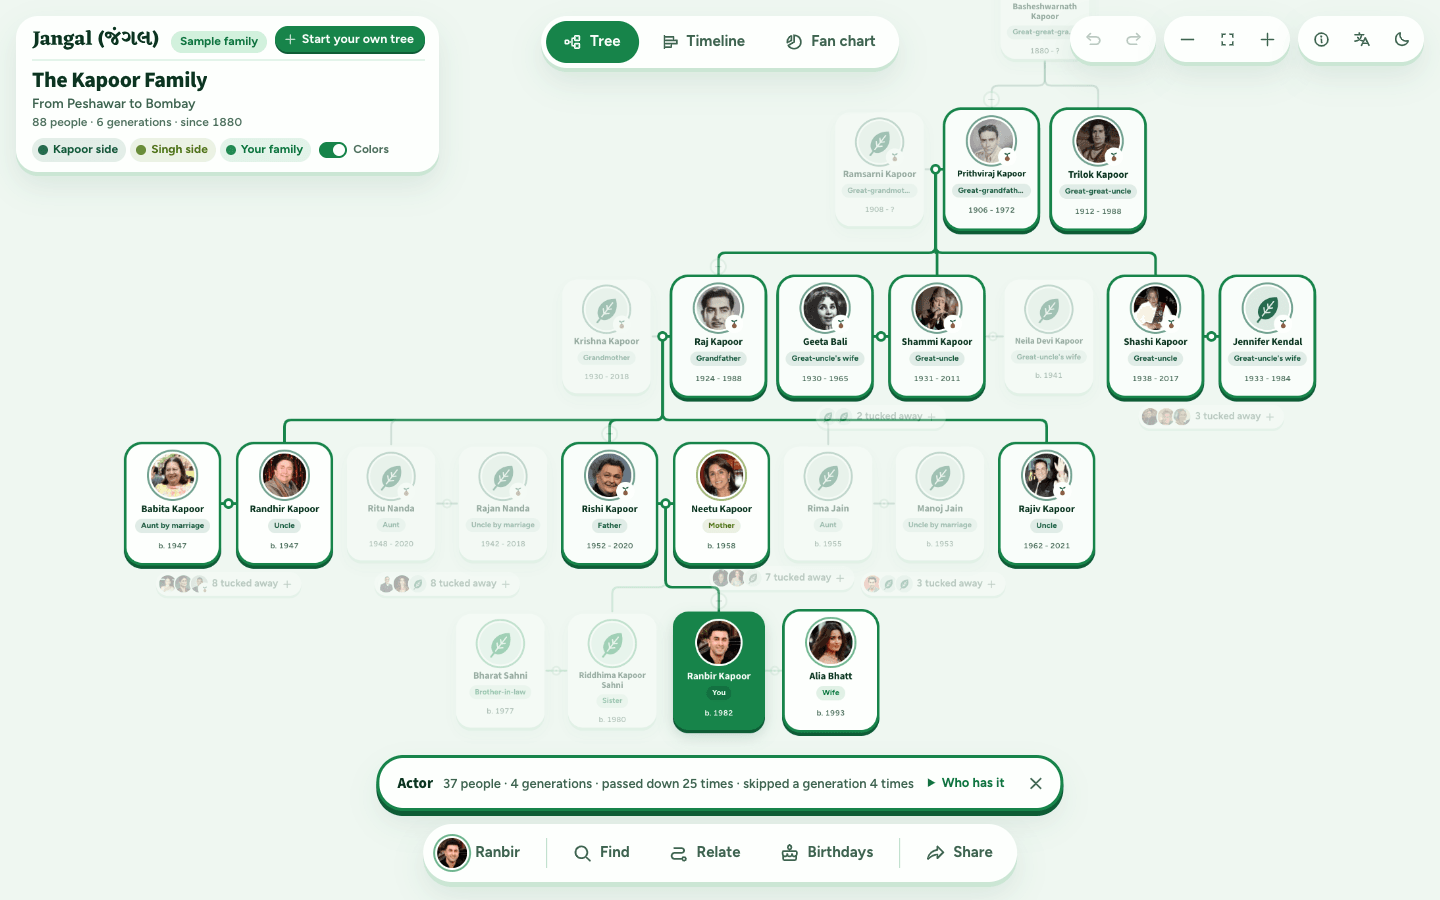 Jangal (જંગલ)
Sample family
Start your own tree
The Kapoor Family
From Peshawar to Bombay
88 people · 6 generations · since 1880
Kapoor side
Singh side
Your family
Colors
Tree
Timeline
Fan chart
Basheshwarnath
Kapoor
Great-great-gra...
1880 - ?
Ramsarni Kapoor
Great-grandmot...
1908 - ?
Prithviraj Kapoor
Great-grandfath...
1906 - 1972
Trilok Kapoor
Great-great-uncle
1912 - 1988
Krishna Kapoor
Grandmother
1930 - 2018
Raj Kapoor
Grandfather
1924 - 1988
Geeta Bali
Great-uncle's wife
1930 - 1965
Shammi Kapoor
Great-uncle
1931 - 2011
Neila Devi Kapoor
Great-uncle's wife
b. 1941
Shashi Kapoor
Great-uncle
1938 - 2017
Jennifer Kendal
Great-uncle's wife
1933 - 1984
2 tucked away +
3 tucked away +
Babita Kapoor
Aunt by marriage
b. 1947
Randhir Kapoor
Uncle
b. 1947
Ritu Nanda
Aunt
1948 - 2020
Rajan Nanda
Uncle by marriage
1942 - 2018
Rishi Kapoor
Father
1952 - 2020
Neetu Kapoor
Mother
b. 1958
Rima Jain
Aunt
b. 1955
Manoj Jain
Uncle by marriage
b. 1953
Rajiv Kapoor
Uncle
1962 - 2021
8 tucked away +
8 tucked away +
7 tucked away +
3 tucked away +
Bharat Sahni
Brother-in-law
b. 1977
Riddhima Kapoor
Sahni
Sister
b. 1980
Ranbir Kapoor
You
b. 1982
Alia Bhatt
Wife
b. 1993
Actor 37 people · 4 generations · passed down 25 times · skipped a generation 4 times Who has it
Ranbir
Find
Relate
Birthdays
Share